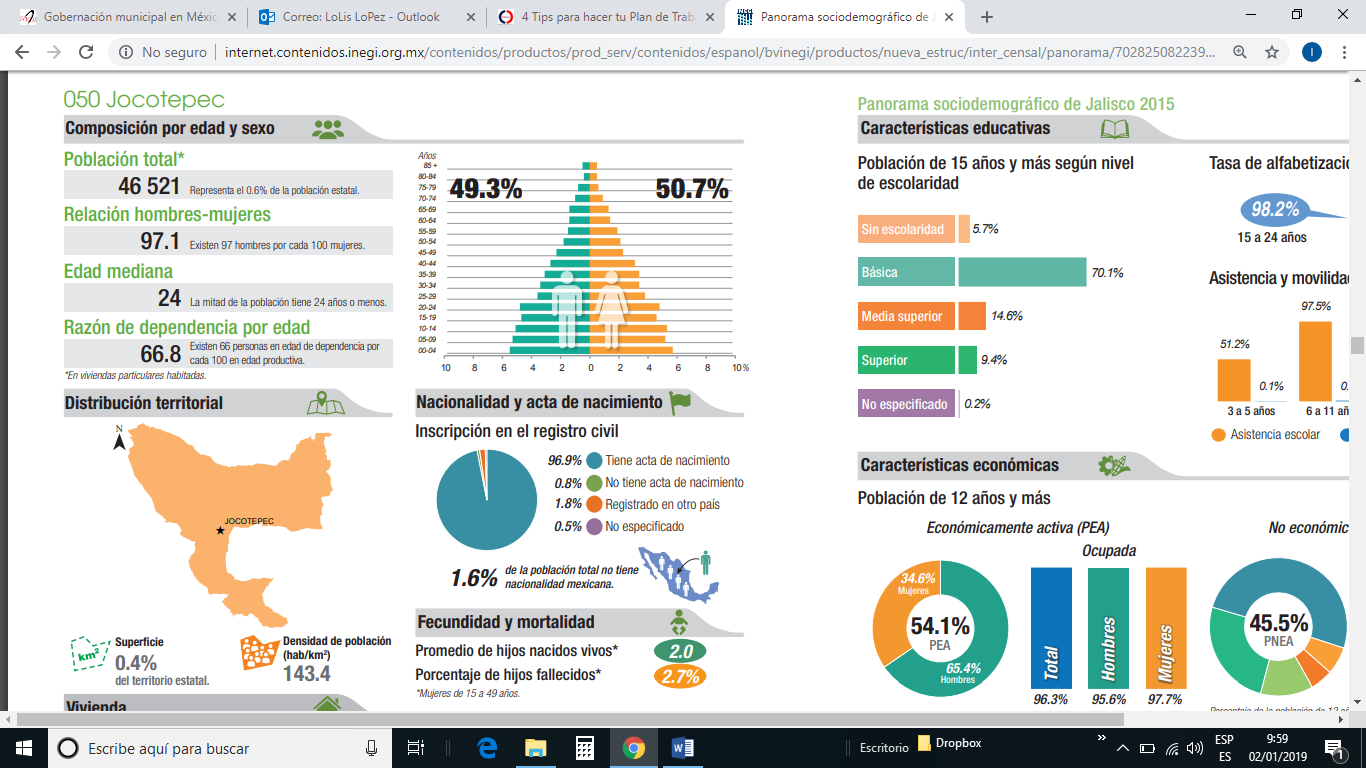 Gobernación municipal en Méxic
Correo: LoLis LoPez - Outlook
4 Tips para hacer tu Plan de Trab
Panorama sociodemográfico de J
No seguro
internet.contenidos.inegi.org.mx/contenidos/productos/prod_serv/contenidos/espanol/bvinegi/productos/nueva_estruc/inter_censal/panorama/702825082239...
I
050 Jocotepec
Composición por edad y sexo
Población total*
46 521 Representa el 0.6% de la población estatal.
Relación hombres-mujeres
97.1 Existen 97 hombres por cada 100 mujeres.
Edad mediana
24 La mitad de la población tiene 24 años o menos.
Razón de dependencia por edad
66.8 Existen 66 personas en edad de dependencia por
cada 100 en edad productiva.
*En viviendas particulares habitadas.
Años
85 +
80-84
75-79
70-74
65-69
60-64
55-59
50-54
45-49
40-44
35-39
30-34
25-29
20-24
15-19
10-14
05-09
00-04
49.3%
50.7%
10 8 6 4 2 0 2 4 6 8 10 %
Distribución territorial
N
JOCOTEPEC
km²
Superficie
0.4%
del territorio estatal.
Densidad de población
(hab/km²)
143.4
Vivienda
Nacionalidad y acta de nacimiento
Inscripción en el registro civil
96.9% Tiene acta de nacimiento
0.8% No tiene acta de nacimiento
1.8% Registrado en otro país
0.5% No especificado
1.6% de la población total no tiene
nacionalidad mexicana.
Fecundidad y mortalidad
Promedio de hijos nacidos vivos* 2.0
Porcentaje de hijos fallecidos* 2.7%
*Mujeres de 15 a 49 años.
Panorama sociodemográfico de Jalisco 2015
Características educativas
Población de 15 años y más según nivel
de escolaridad
Sin escolaridad 5.7%
Básica 70.1%
Media superior 14.6%
Superior 9.4%
No especificado 0.2%
Tasa de alfabetizació
98.2%
15 a 24 años
Asistencia y movilida
51.2%
0.1%
97.5%
0.
3 a 5 años
6 a 11 añ
Asistencia escolar
Características económicas
Población de 12 años y más
Económicamente activa (PEA)
34.6%
Mujeres
54.1%
PEA
65.4%
Hombres
Ocupada
Total
Hombres
Mujeres
96.3% 95.6% 97.7%
No económic
45.5%
PNEA
Escribe aquí para buscar
Escritorio
Dropbox
ESP
ES
9:59
02/01/2019
1